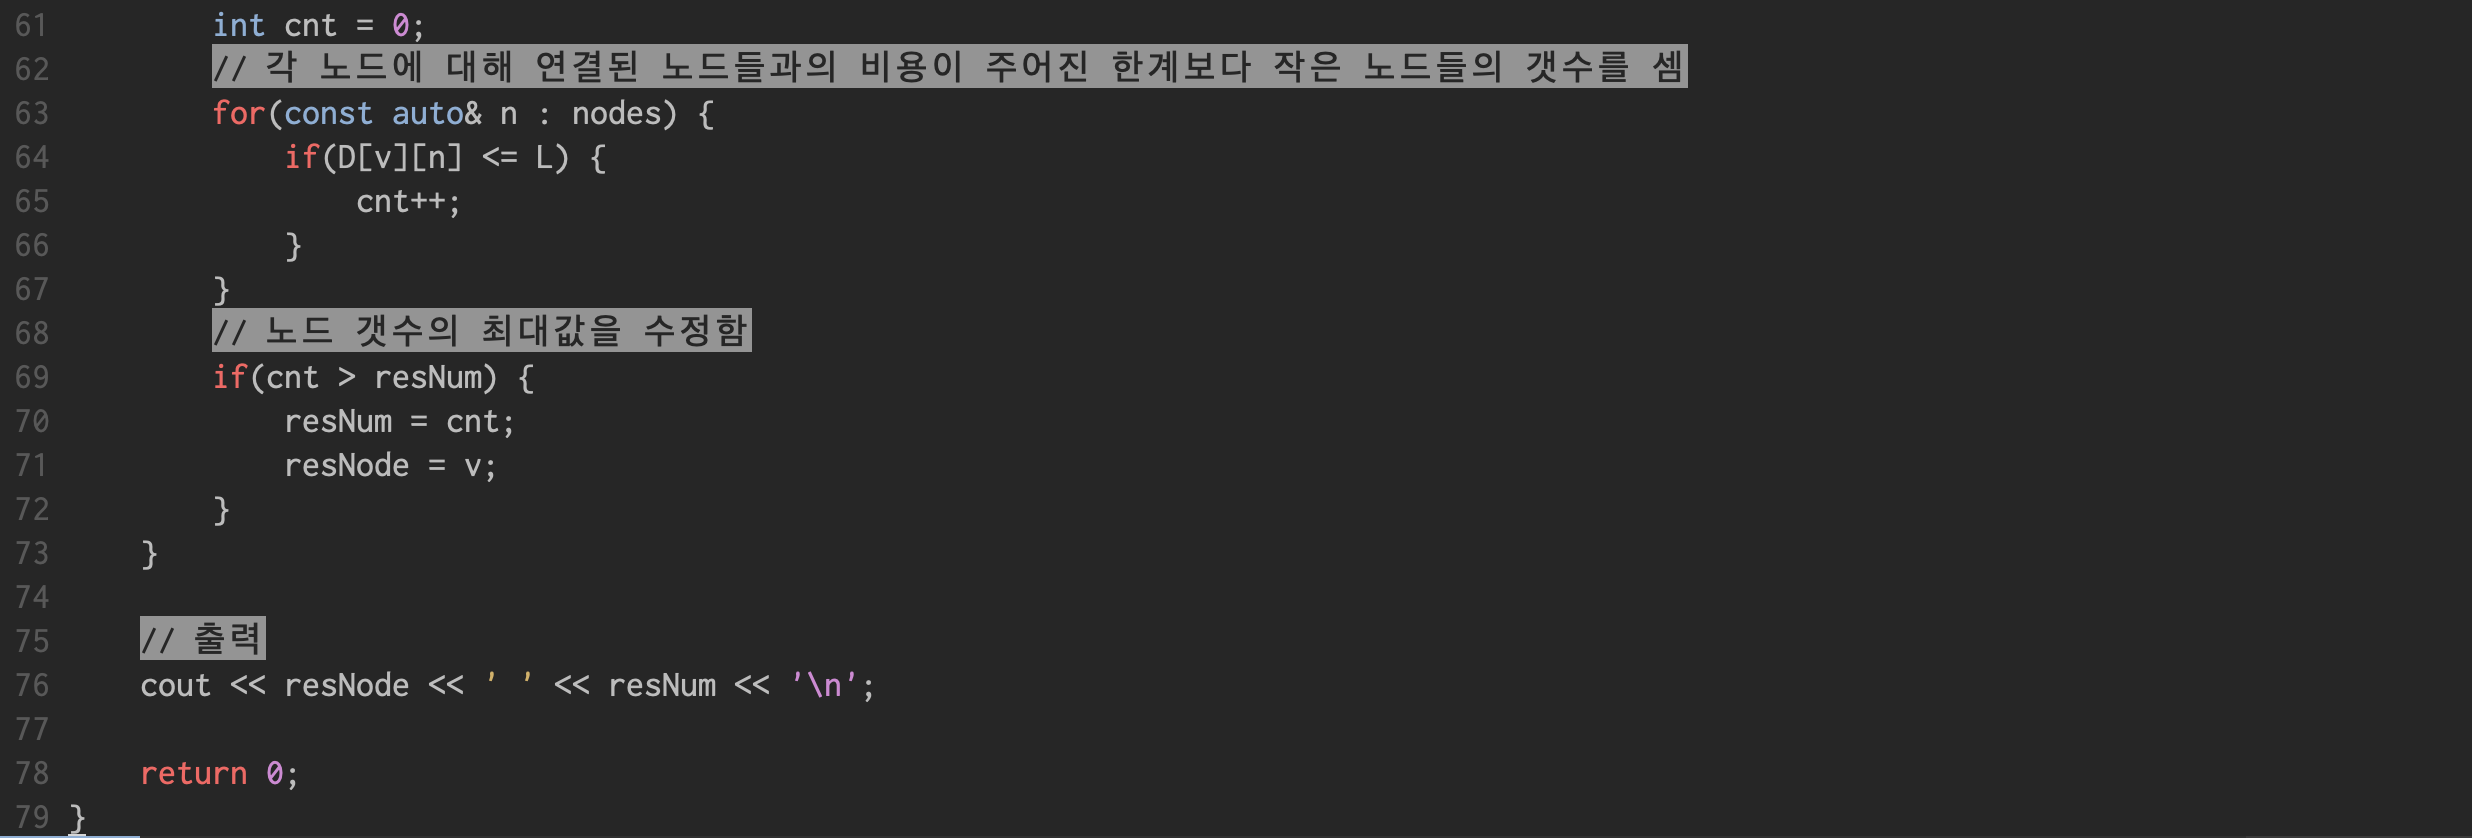 61 int cnt = 0;
62 // 각 노드에 대해 연결된 노드들과의 비용이 주어진 한계보다 작은 노드들의 갯수를 셈
63 for(const auto& n : nodes) {
64 if(D[v][n] <= L) {
65 cnt++;
66 }
67 }
68 // 노드 갯수의 최대값을 수정함
69 if(cnt > resNum) {
70 resNum = cnt;
71 resNode = v;
72 }
73 }
74
75 // 출력
76 cout << resNode << ' ' << resNum << '\n';
77
78 return 0;
79 }